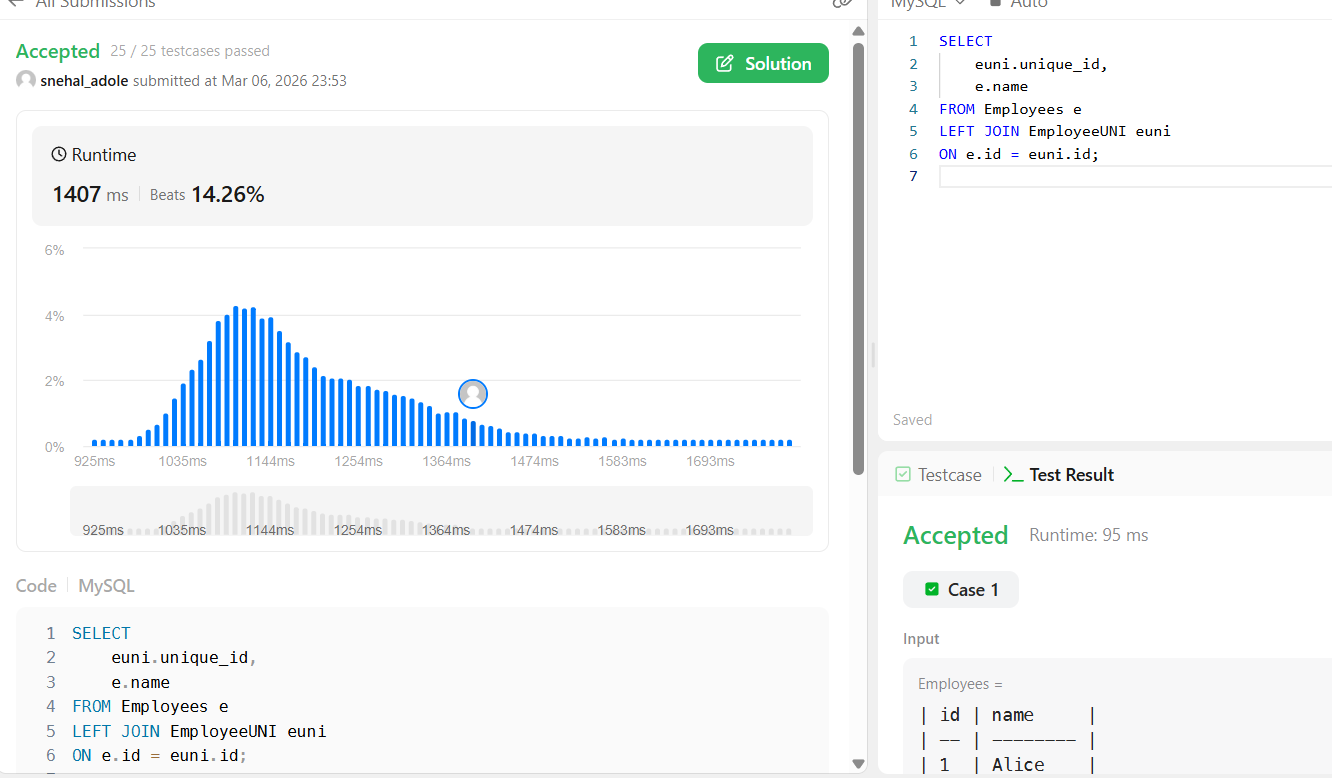 All Submissions
Accepted 25 / 25 testcases passed
snehal_adole submitted at Mar 06, 2026 23:53
Solution
Runtime
1407 ms Beats 14.26%
6%
4%
2%
0%
925ms 1035ms 1144ms 1254ms 1364ms 1474ms 1583ms 1693ms
925ms 1035ms 1144ms 1254ms 1364ms 1474ms 1583ms 1693ms
Code MySQL
1 SELECT
2 euni.unique_id,
3 e.name
4 FROM Employees e
5 LEFT JOIN EmployeeUNI euni
6 ON e.id = euni.id;
MySQL Auto
1 SELECT
2 euni.unique_id,
3 e.name
4 FROM Employees e
5 LEFT JOIN EmployeeUNI euni
6 ON e.id = euni.id;
7
Saved
Testcase >_ Test Result
Accepted Runtime: 95 ms
Case 1
Input
Employees =
| id | name |
| -- | -------- |
| 1 | Alice |